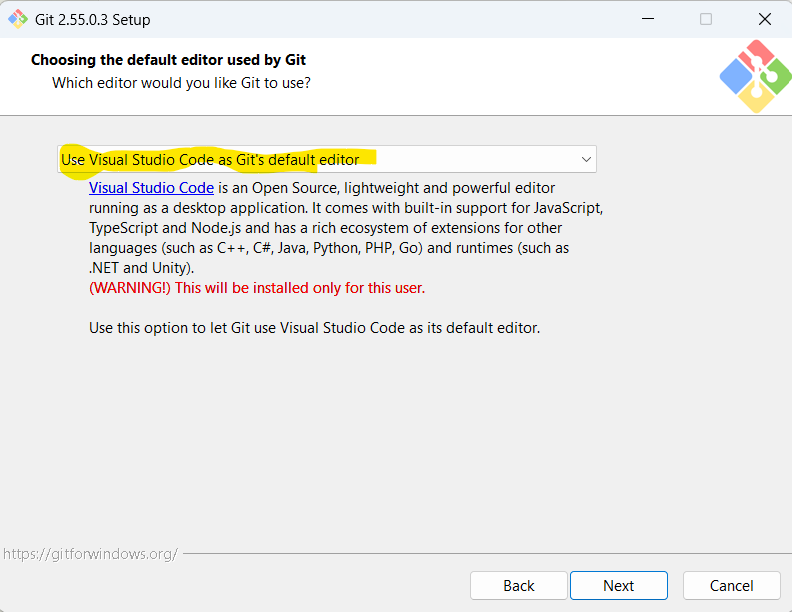 Git 2.55.0.3 Setup
Choosing the default editor used by Git
Which editor would you like Git to use?
Use Visual Studio Code as Git's default editor
Visual Studio Code is an Open Source, lightweight and powerful editor
running as a desktop application. It comes with built-in support for JavaScript,
TypeScript and Node.js and has a rich ecosystem of extensions for other
languages (such as C++, C#, Java, Python, PHP, Go) and runtimes (such as
.NET and Unity).
(WARNING!) This will be installed only for this user.
Use this option to let Git use Visual Studio Code as its default editor.
https://gitforwindows.org/
Back Next Cancel